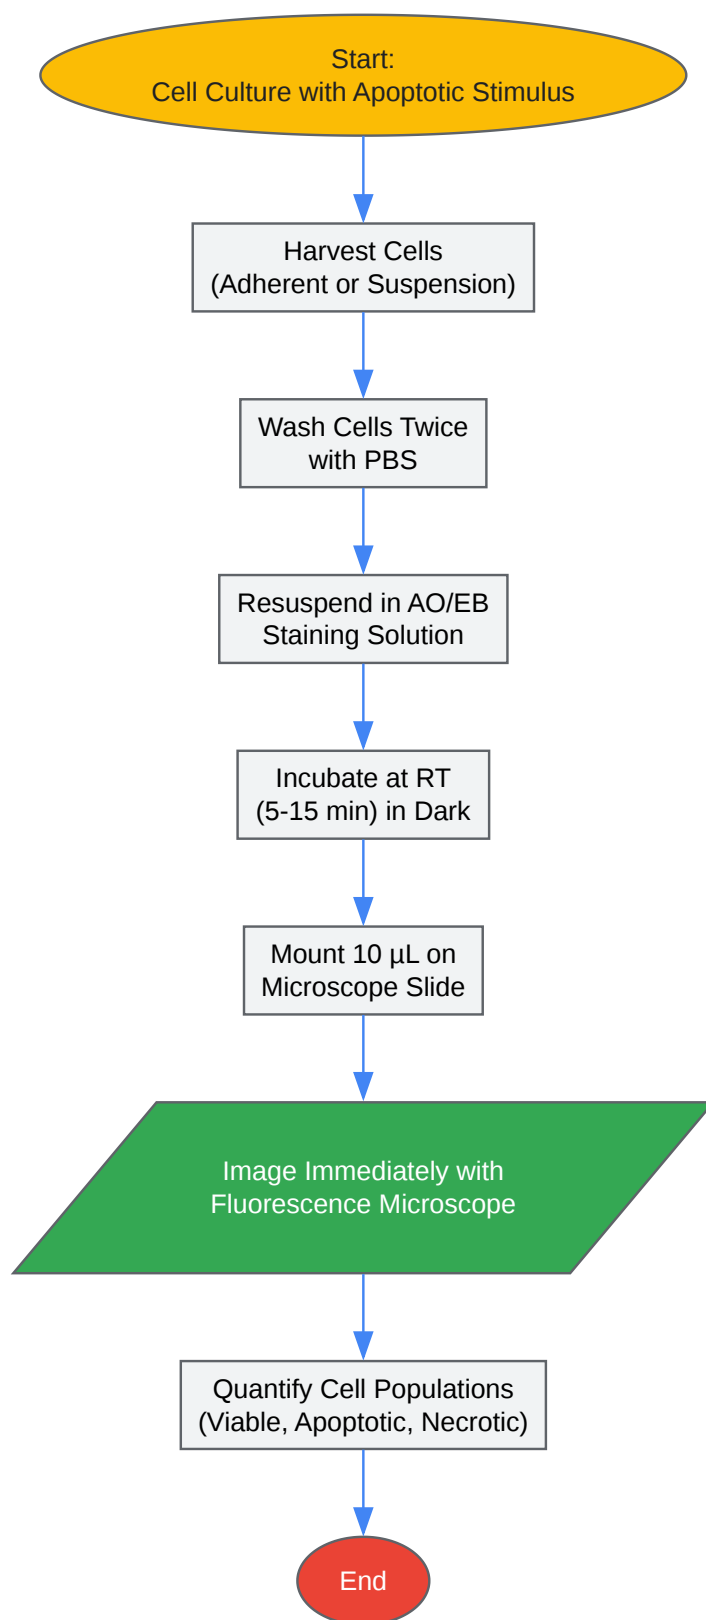 Start:
Cell Culture with Apoptotic Stimulus
Harvest Cells
(Adherent or Suspension)
Wash Cells Twice
with PBS
Resuspend in AO/EB
Staining Solution
Incubate at RT
(5-15 min) in Dark
Mount 10 µL on
Microscope Slide
Image Immediately with
Fluorescence Microscope
Quantify Cell Populations
(Viable, Apoptotic, Necrotic)
End